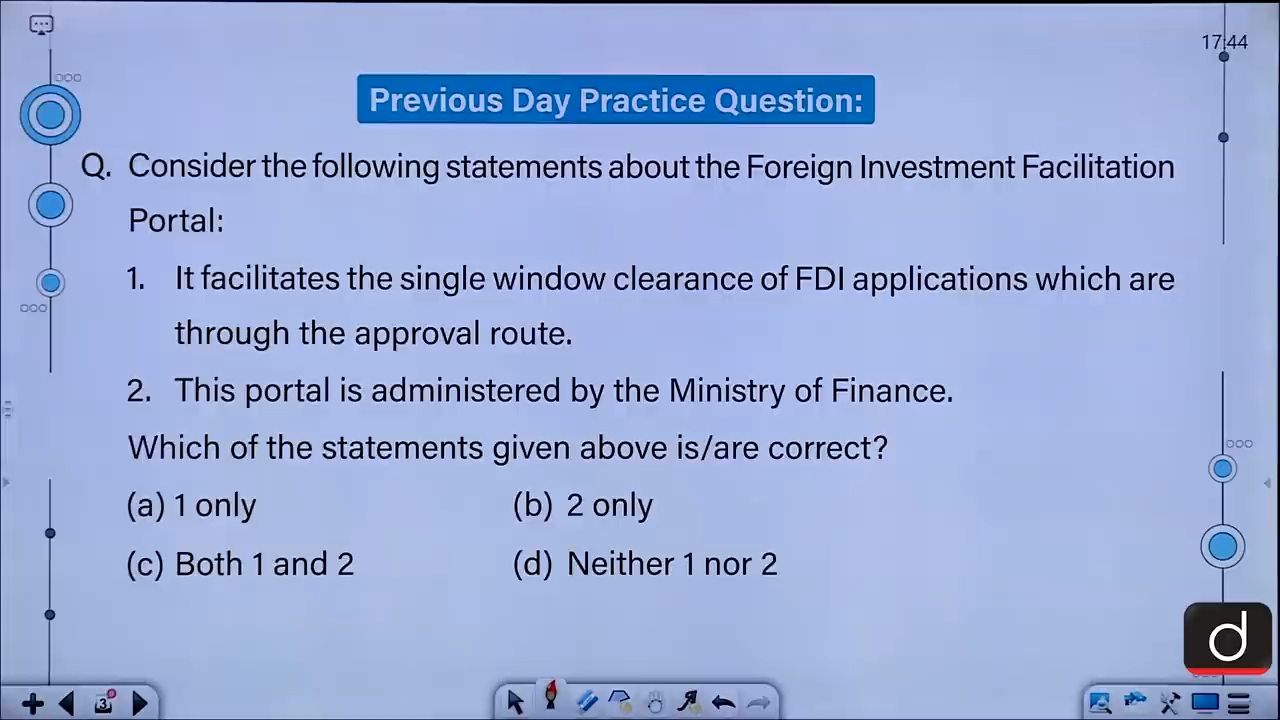 17:44
Previous Day Practice Question:
Q. Consider the following statements about the Foreign Investment Facilitation
Portal:
1. It facilitates the single window clearance of FDI applications which are
through the approval route.
2. This portal is administered by the Ministry of Finance.
Which of the statements given above is/are correct?
(a) 1 only (b) 2 only
(c) Both 1 and 2 (d) Neither 1 nor 2
d
3